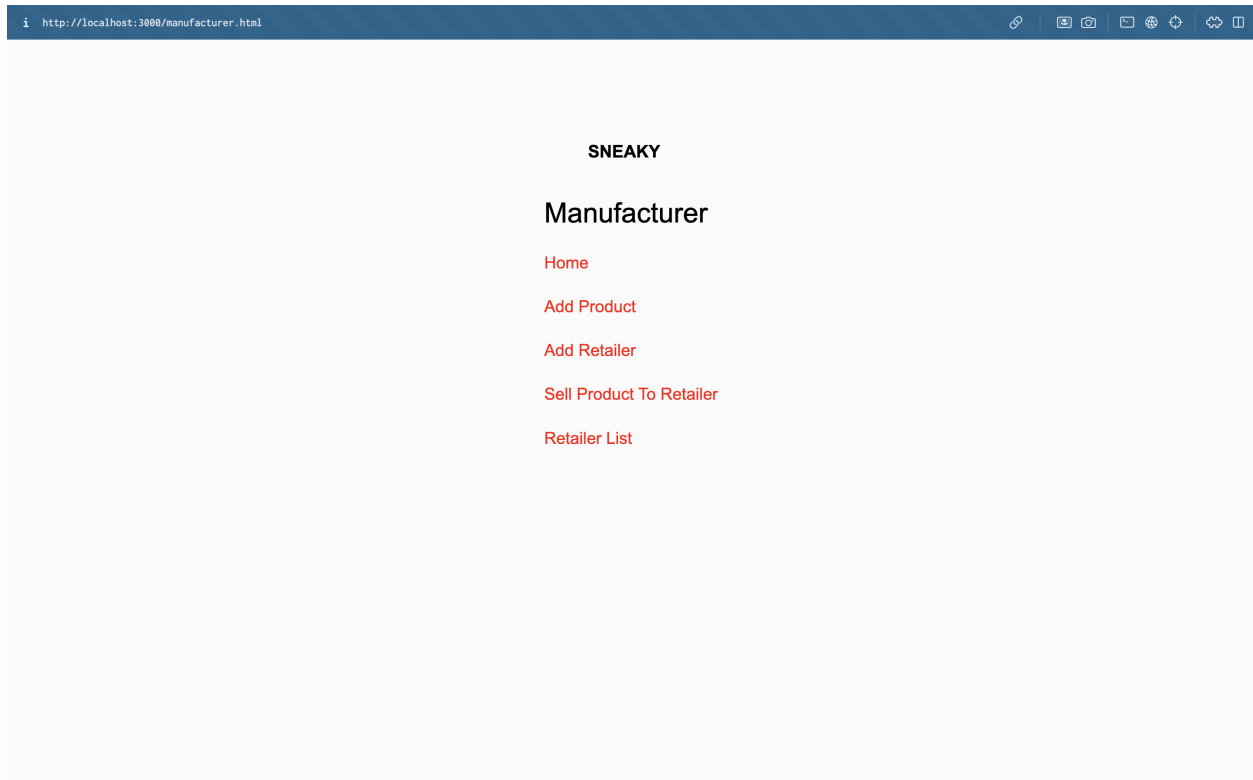 i http://localhost:3000/manufacturer.html
SNEAKY
Manufacturer
Home
Add Product
Add Retailer
Sell Product To Retailer
Retailer List